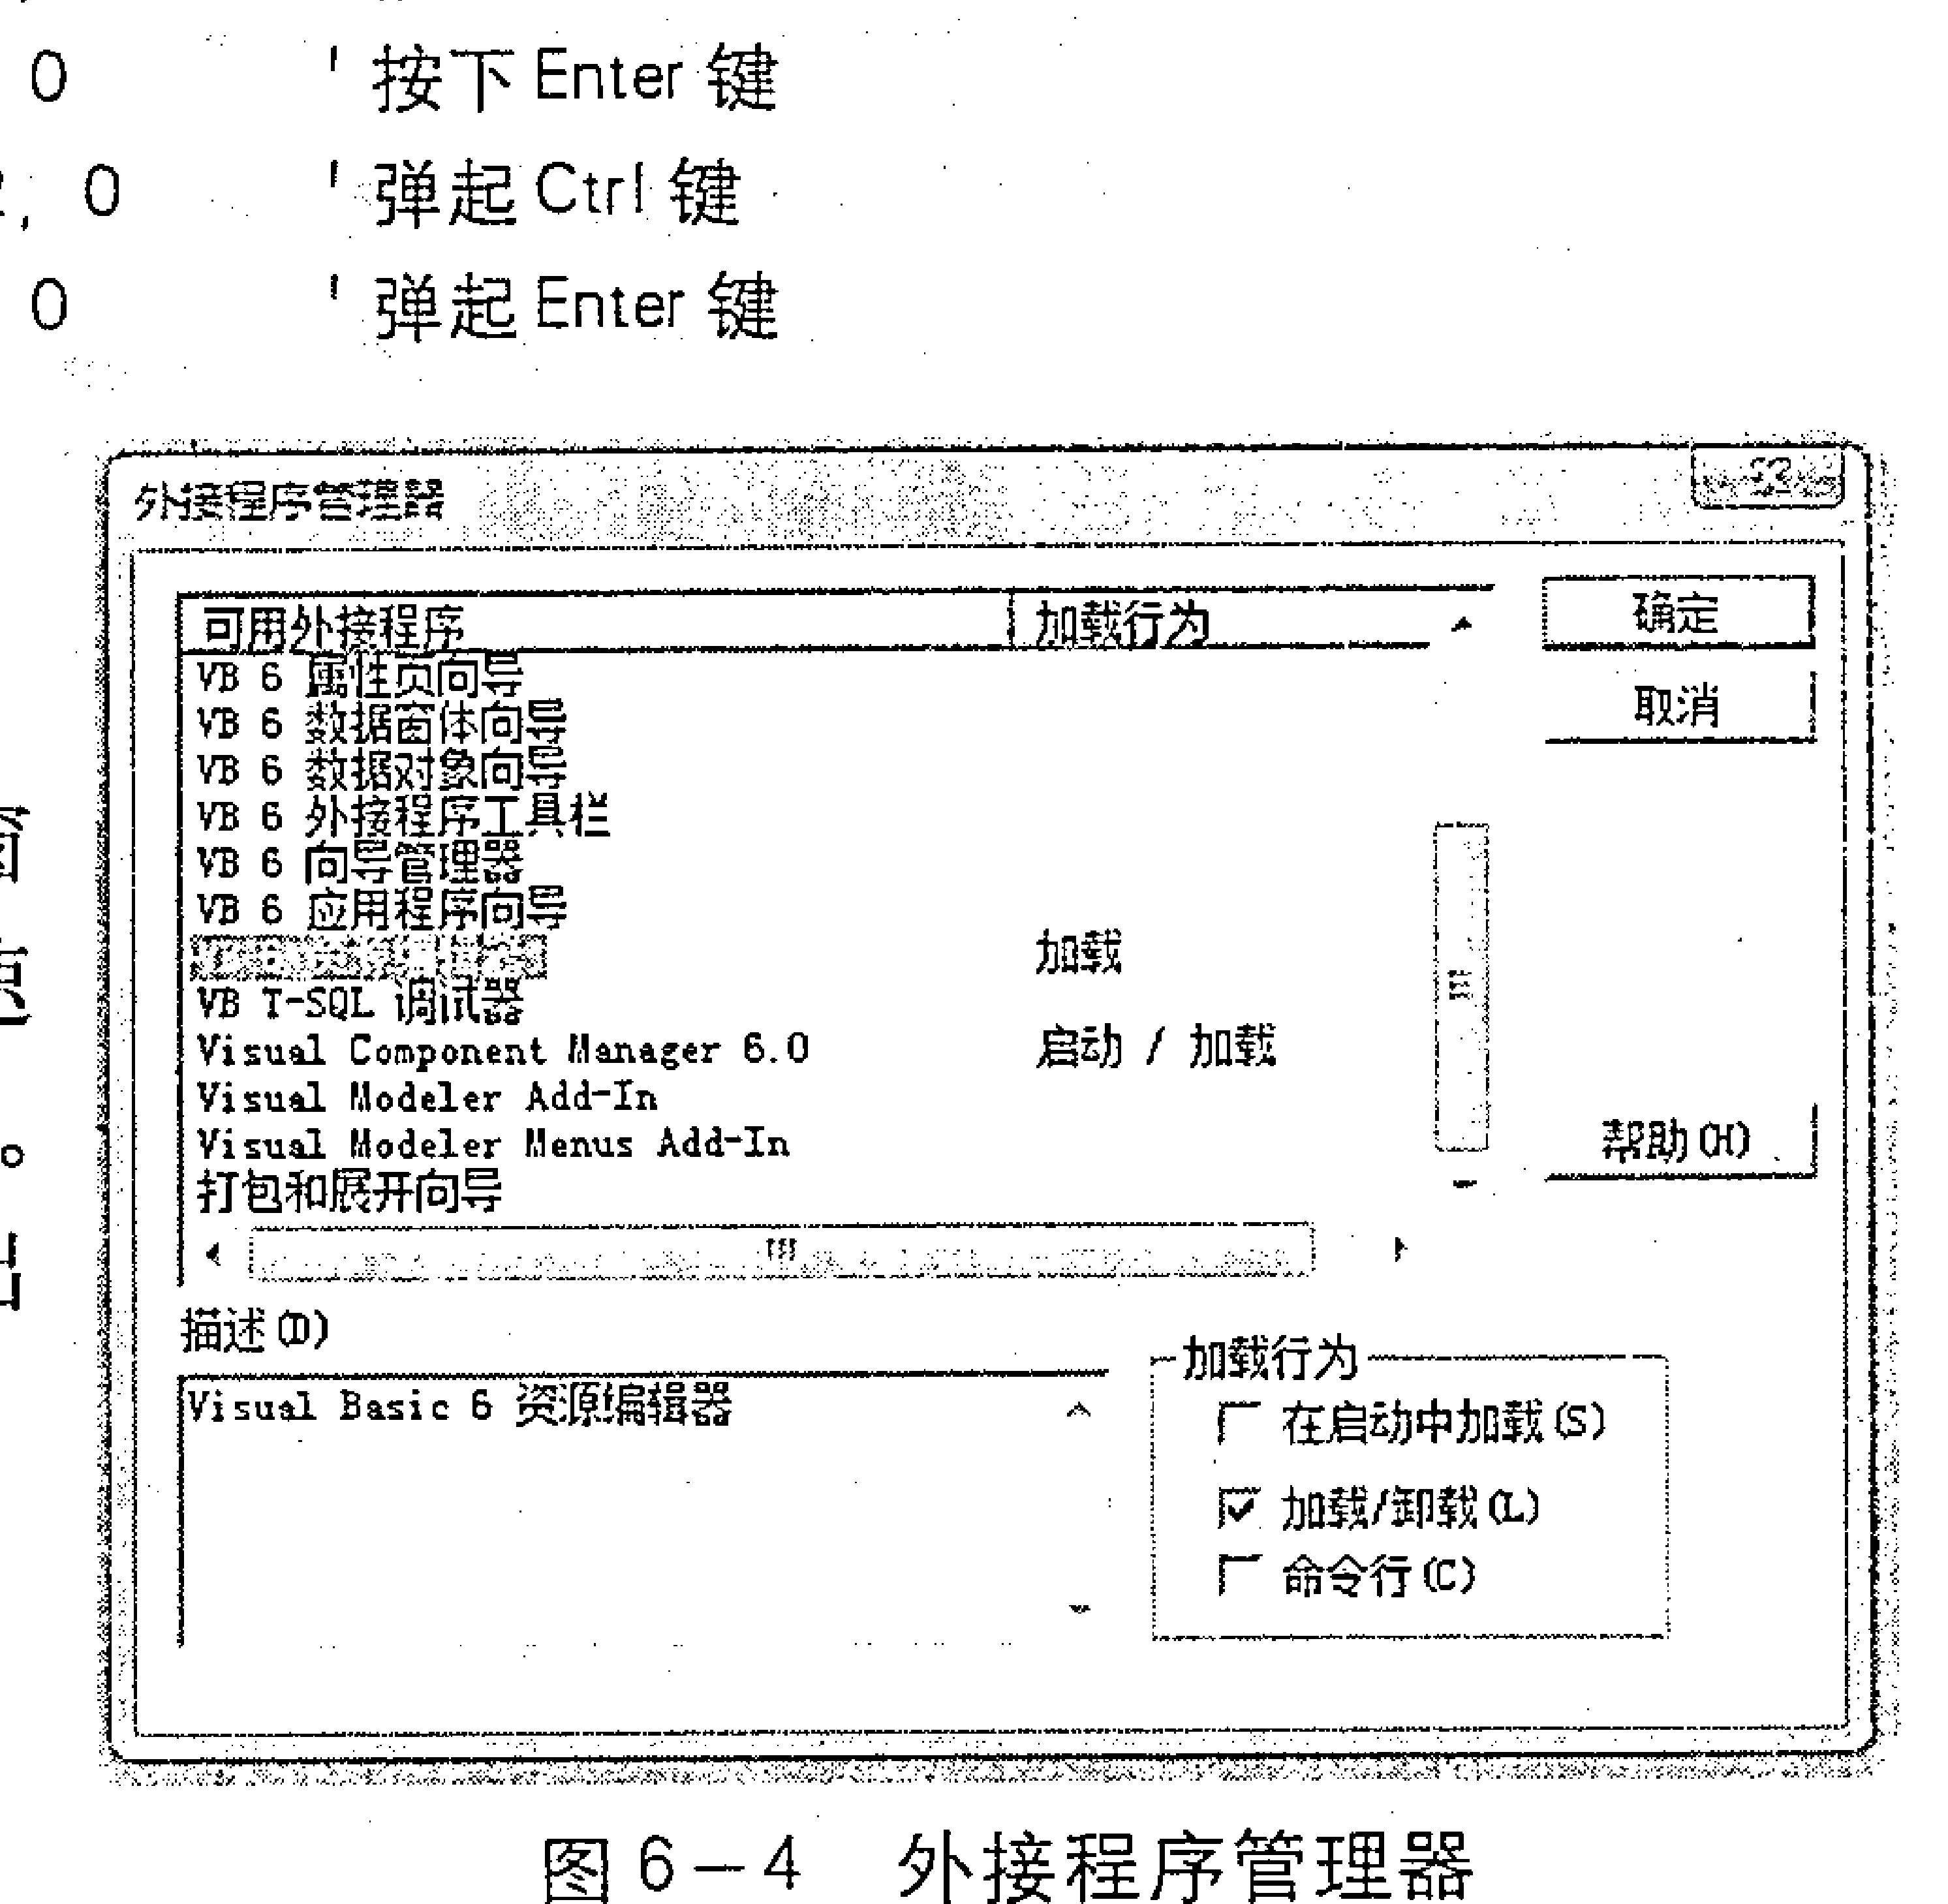 0 ' 按下 Enter 键
, 0 ' 弹起 Ctrl 键
0 ' 弹起 Enter 键
外接程序管理器
可用外接程序 加载行为
确定
VB 6 属性页向导
取消
VB 6 数据窗体向导
VB 6 数据对象向导
VB 6 外接程序工具栏
VB 6 向导管理器
VB 6 应用程序向导
加载
VB T-SQL 调试器
Visual Component Manager 6.0 启动 / 加载
Visual Modeler Add-In
Visual Modeler Menus Add-In
帮助(H)
打包和展开向导
描述(D)
加载行为
Visual Basic 6 资源编辑器
在启动中加载(S)
加载/卸载(L)
命令行(C)
图 6-4 外接程序管理器